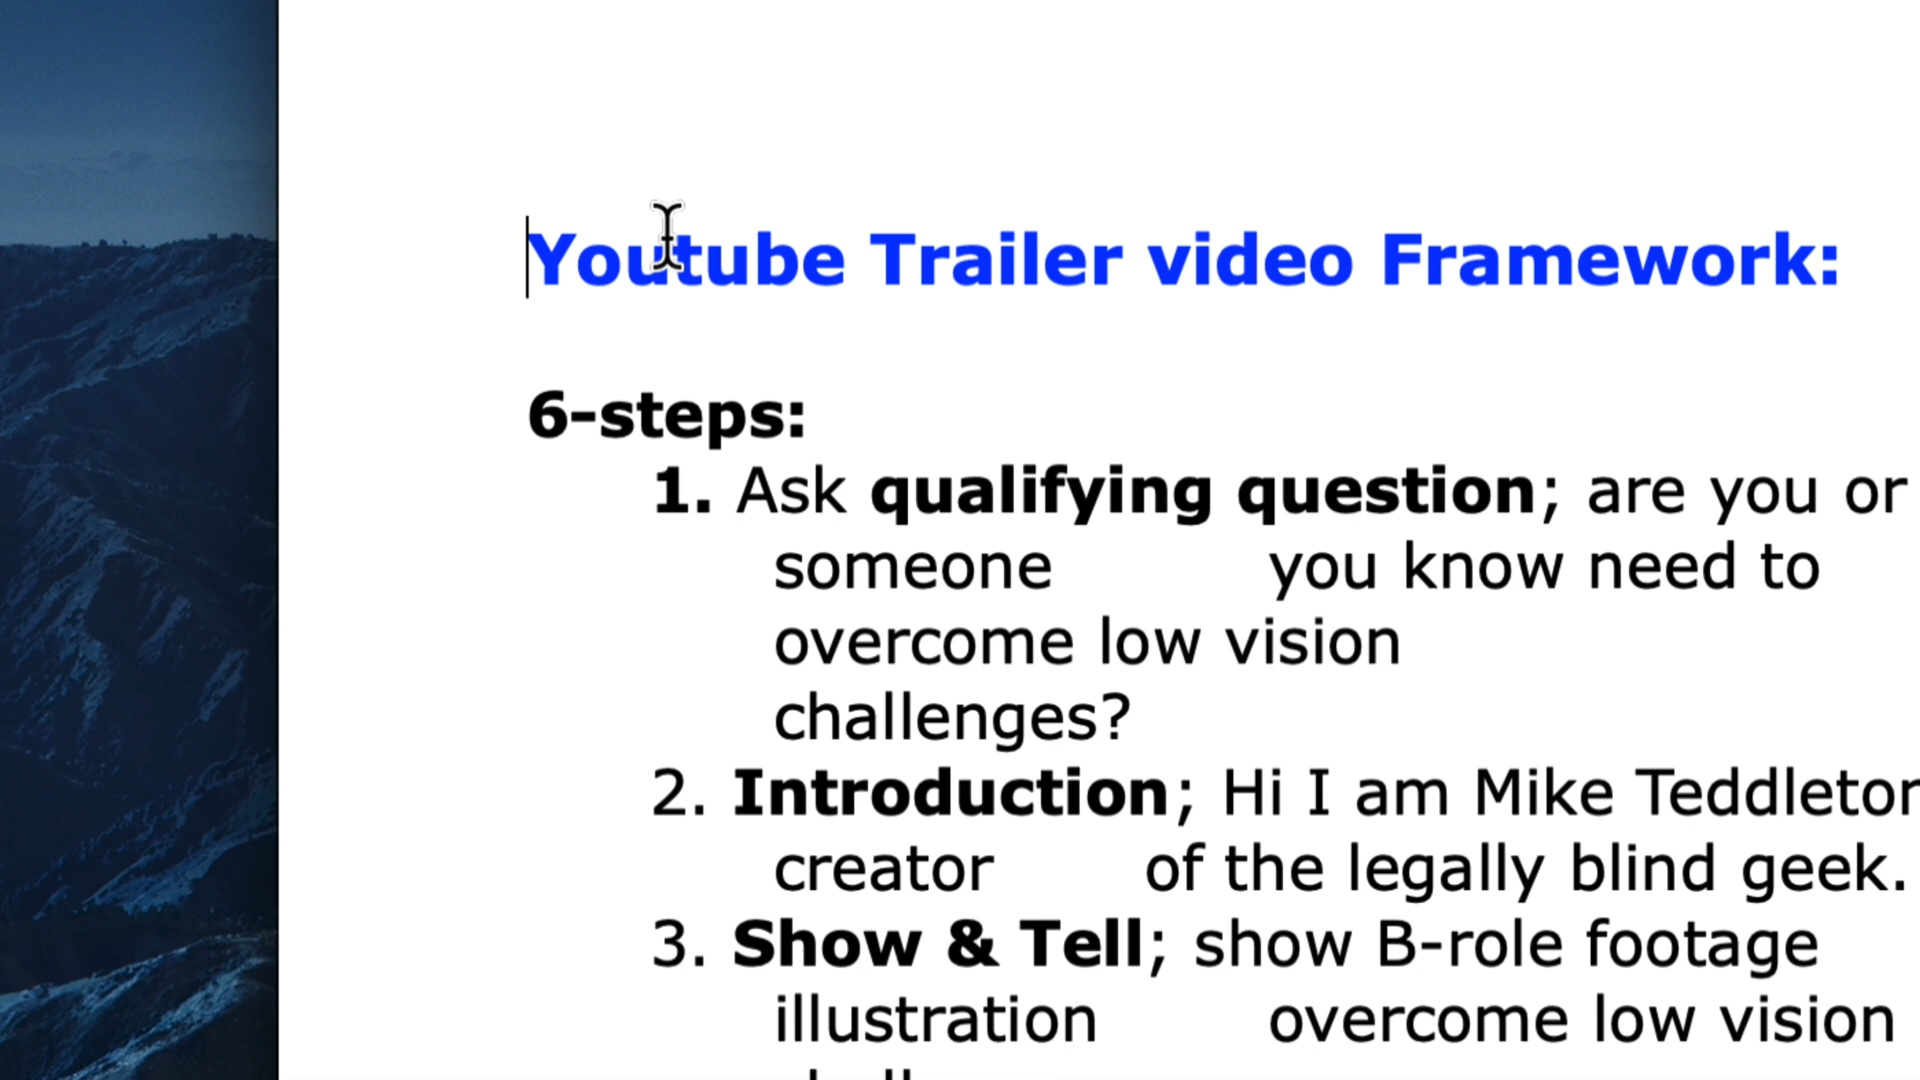 Youtube Trailer video Framework:
6-steps:
1. Ask qualifying question; are you or
someone you know need to
overcome low vision
challenges?
2. Introduction; Hi I am Mike Teddleton
creator of the legally blind geek.
3. Show & Tell; show B-role footage
illustration overcome low vision